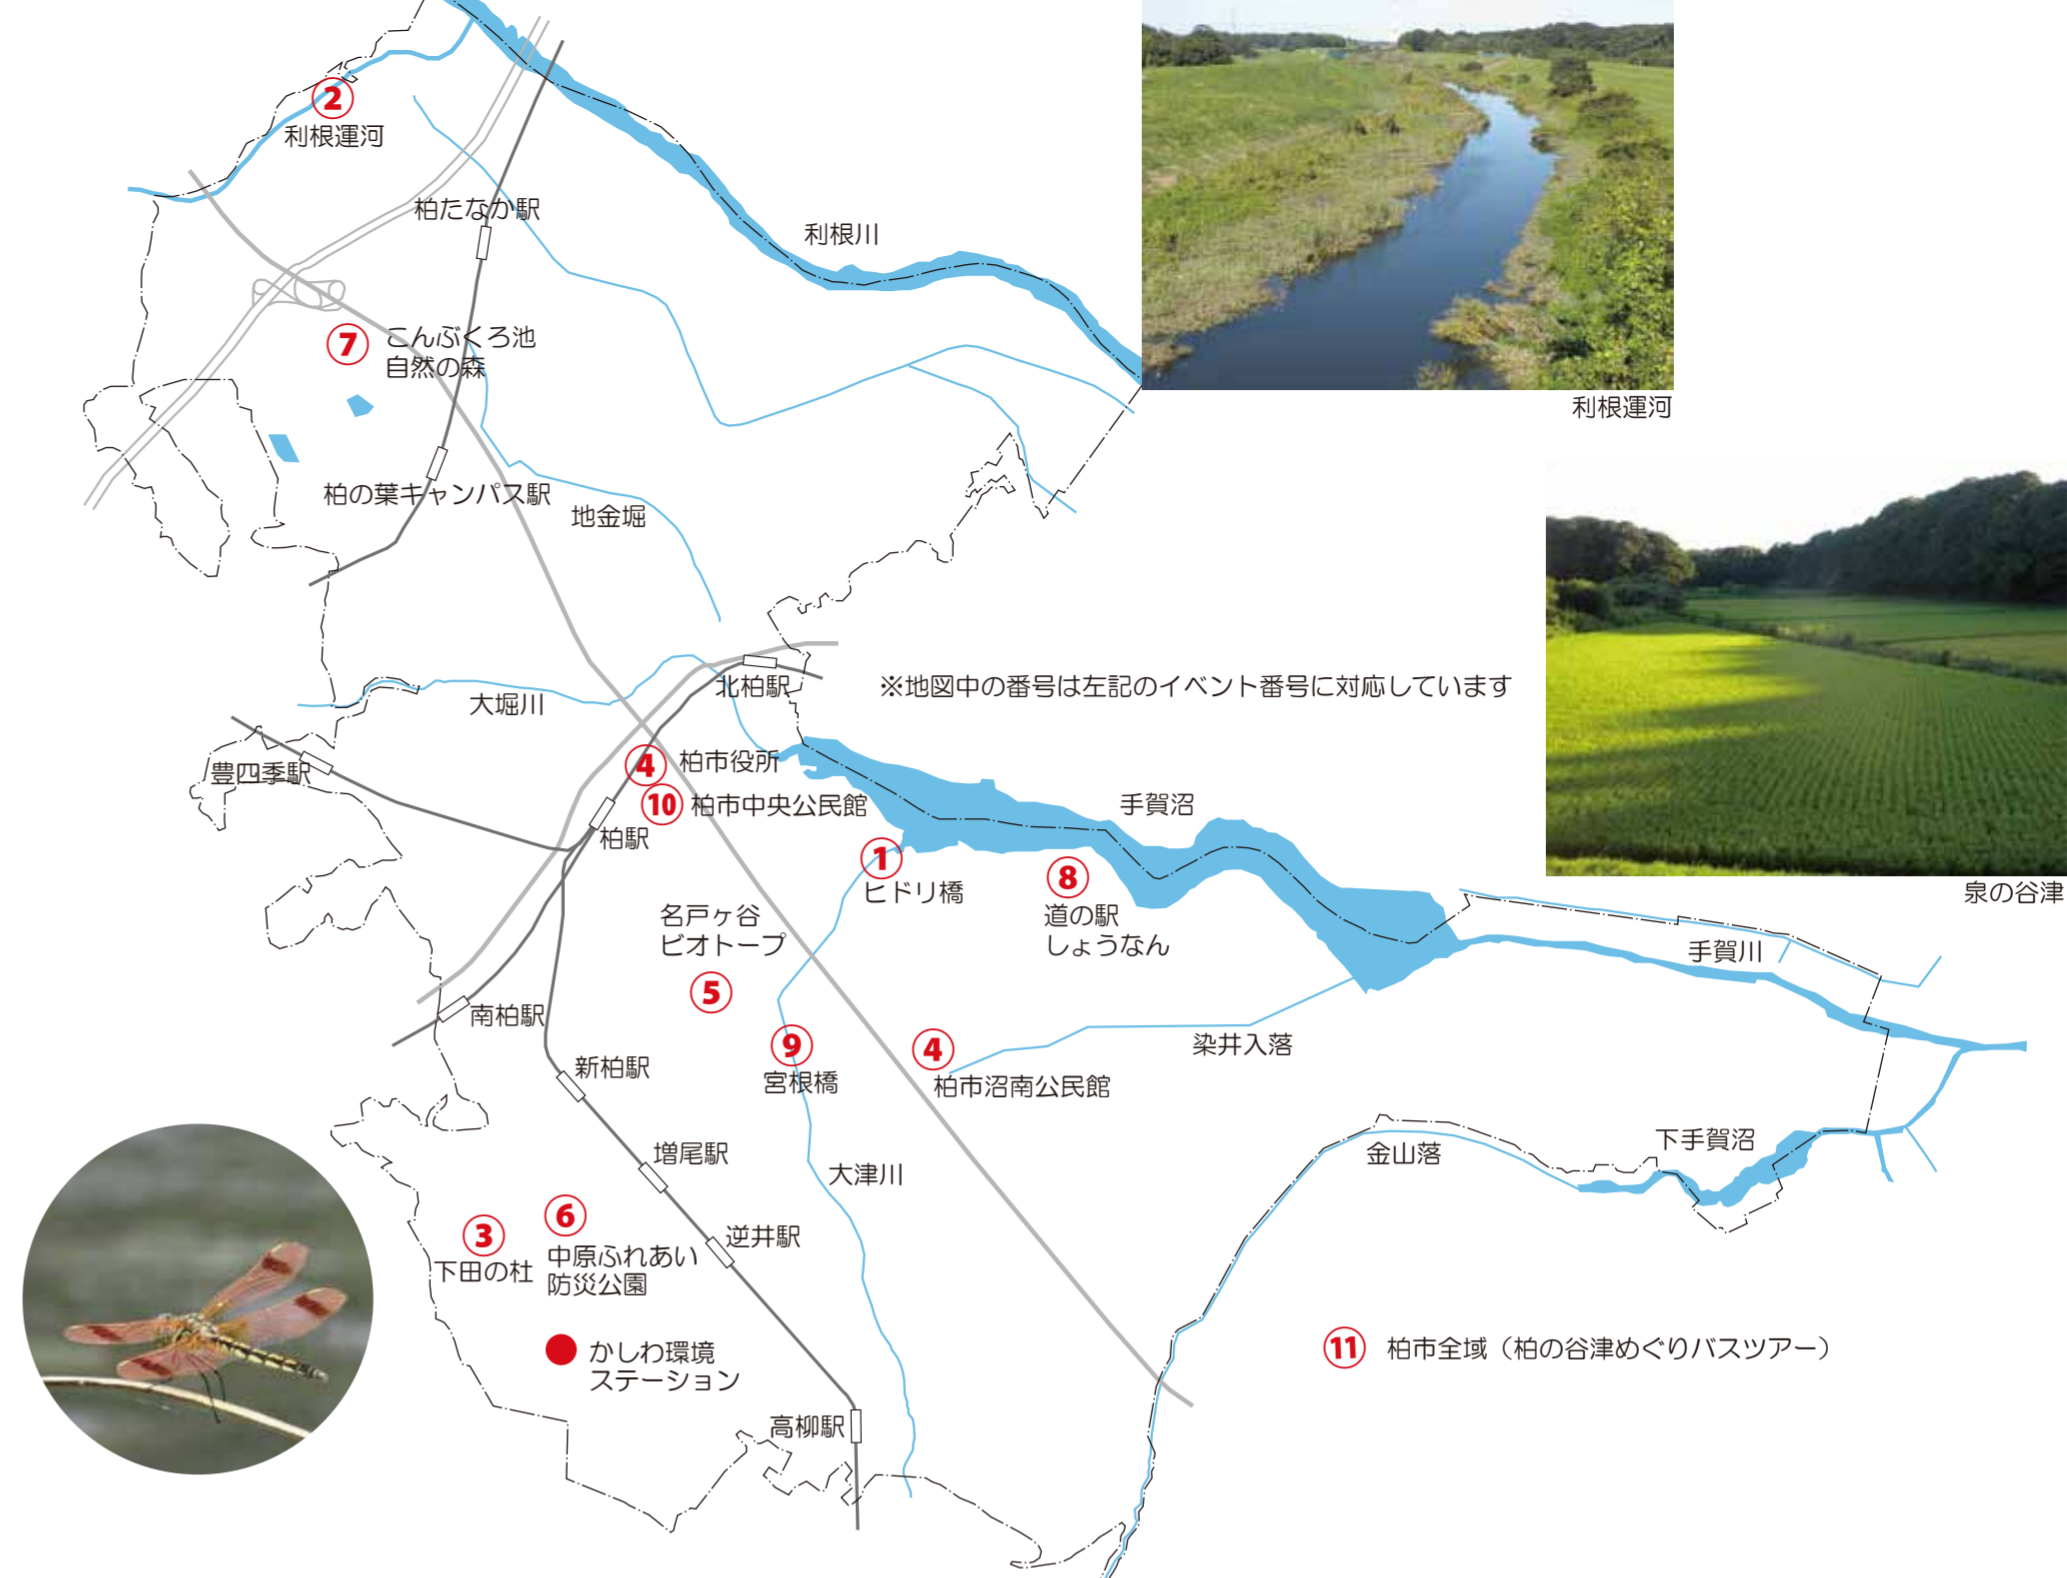 ②
利根運河
柏たなか駅
利根川
利根運河
⑦
こんぶくろ池
自然の森
柏の葉キャンパス駅
地金堀
北柏駅
※地図中の番号は左記のイベント番号に対応しています
大堀川
豊四季駅
④
柏市役所
⑩
柏市中央公民館
柏駅
手賀沼
①
ヒドリ橋
⑧
道の駅
しょうなん
泉の谷津
名戸ヶ谷
ビオトープ
⑤
手賀川
南柏駅
⑨
宮根橋
④
柏市沼南公民館
染井入落
新柏駅
増尾駅
大津川
金山落
下手賀沼
③
下田の杜
⑥
中原ふれあい
防災公園
逆井駅
かしわ環境
ステーション
⑪
柏市全域（柏の谷津めぐりバスツアー）
高柳駅